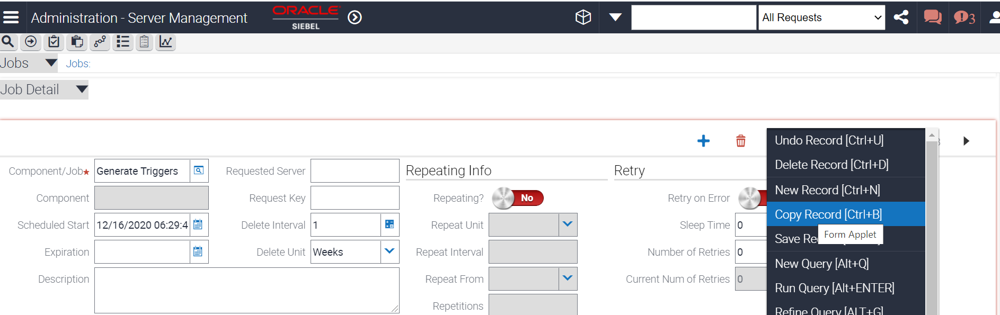 Administration - Server Management
ORACLE
SIEBEL
All Requests
3
Jobs
Jobs:
Job Detail
Undo Record [Ctrl+U]
Delete Record [Ctrl+D]
New Record [Ctrl+N]
Copy Record [Ctrl+B]
Form Applet
New Query [Alt+Q]
Run Query [Alt+ENTER]
Refine Query [ALT+G]
Component/Job
Generate Triggers
Requested Server
Repeating Info
Retry
Component
Request Key
Repeating?
No
Retry on Error
Scheduled Start
12/16/2020 06:29:4
Delete Interval
1
Repeat Unit
Sleep Time
0
Expiration
Delete Unit
Weeks
Repeat Interval
Number of Retries
0
Description
Repeat From
Current Num of Retries
0
Repetitions